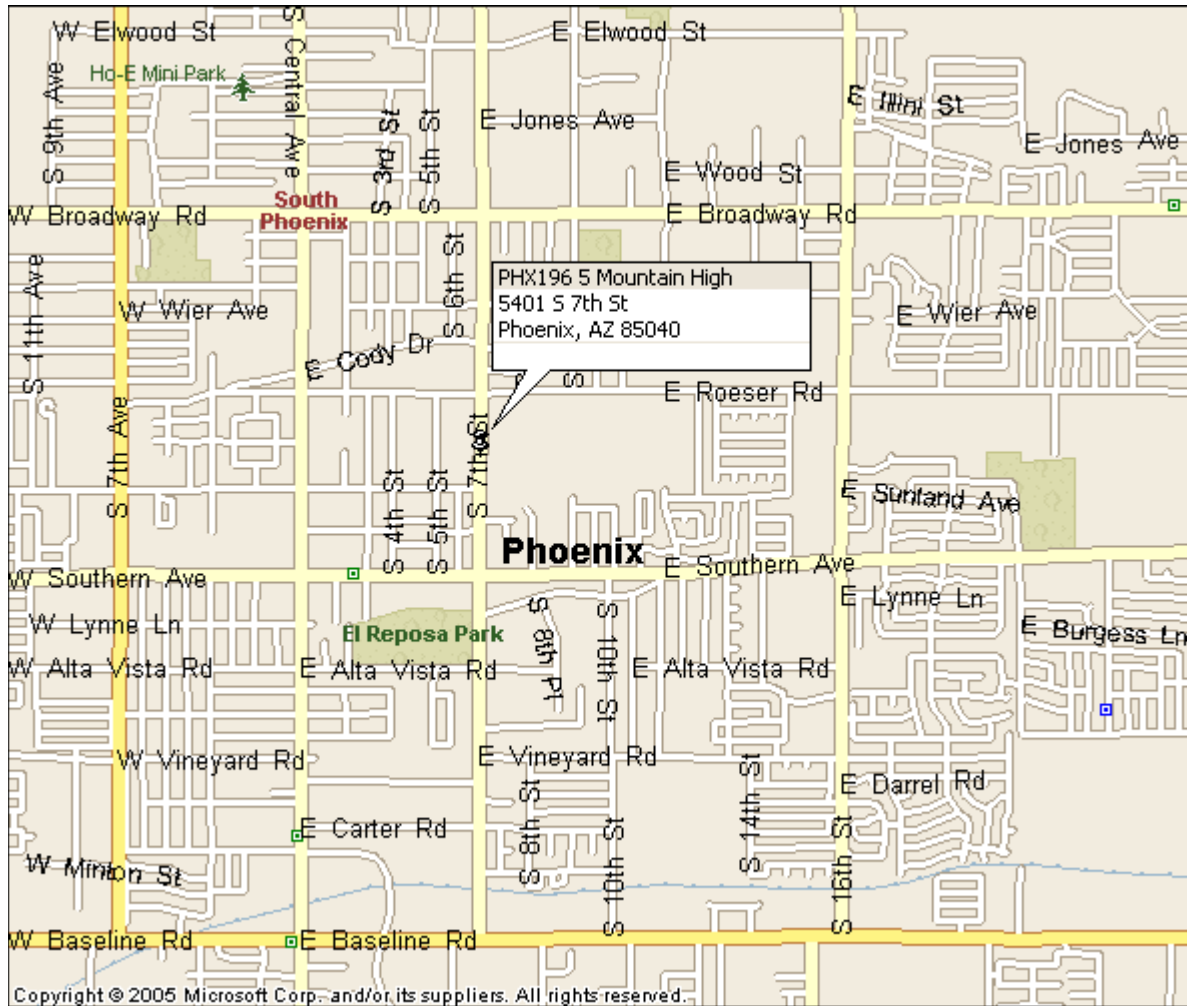 W Elwood St
E Elwood St
S Central Ave
Ho-E Mini Park
S 9th Ave
E Illini St
S 3rd St
S 5th St
E Jones Ave
E Jones Ave
E Wood St
South
Phoenix
W Broadway Rd
E Broadway Rd
S 11th Ave
S 6th St
PHX196 S Mountain High
5401 S 7th St
Phoenix, AZ 85040
W Wier Ave
E Wier Ave
E Cody Dr
S
E Roeser Rd
S 7th Ave
S 7th St
S 4th St
S 5th St
E Sunland Ave
Phoenix
W Southern Ave
E Southern Ave
W Lynne Ln
E Lynne Ln
S 8th Pl
S 10th St
El Reposa Park
E Burgess Ln
W Alta Vista Rd
E Alta Vista Rd
E Alta Vista Rd
W Vineyard Rd
E Vineyard Rd
S 14th St
E Darrel Rd
S 8th St
E Carter Rd
S 10th St
S 16th St
W Minton St
W Baseline Rd
E Baseline Rd
Copyright © 2005 Microsoft Corp. and/or its suppliers. All rights reserved.